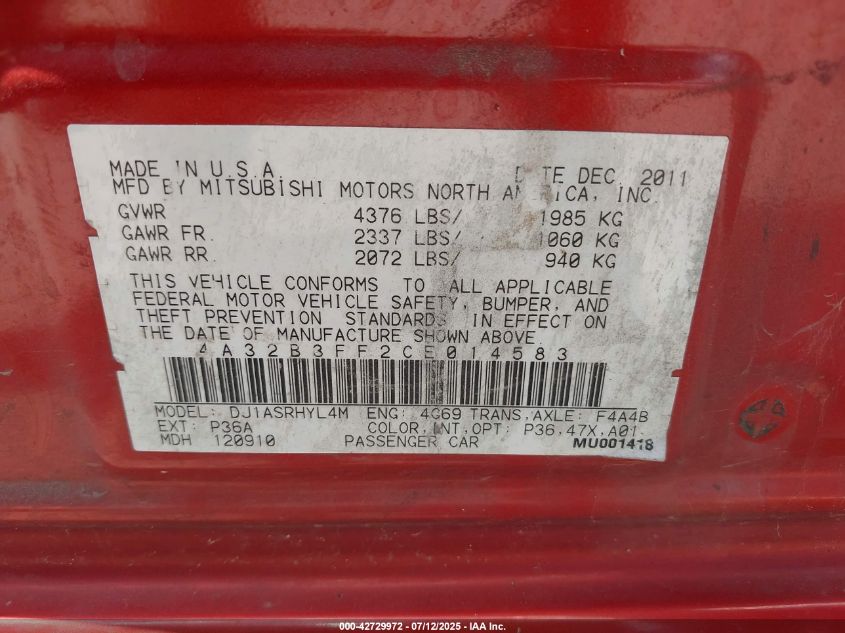 MADE IN U.S.A DATE DEC 2011
MFD BY MITSUBISHI MOTORS NORTH AMERICA, INC.
GVWR 4376 LBS/ 1985 KG
GAWR FR. 2337 LBS/ 1060 KG
GAWR RR. 2072 LBS/ 940 KG
THIS VEHICLE CONFORMS TO ALL APPLICABLE
FEDERAL MOTOR VEHICLE SAFETY, BUMPER, AND
THEFT PREVENTION STANDARDS IN EFFECT ON
THE DATE OF MANUFACTURE SHOWN ABOVE.
4A32B3FF2CE014583
MODEL: DJ1ASRHYL4M ENG: 4G69 TRANS,AXLE: F4A4B
EXT: P36A COLOR,INT,OPT: P36,47X,A01
MDH 120910 PASSENGER CAR MU001418
000-42729972 - 07/12/2025 - IAA Inc.